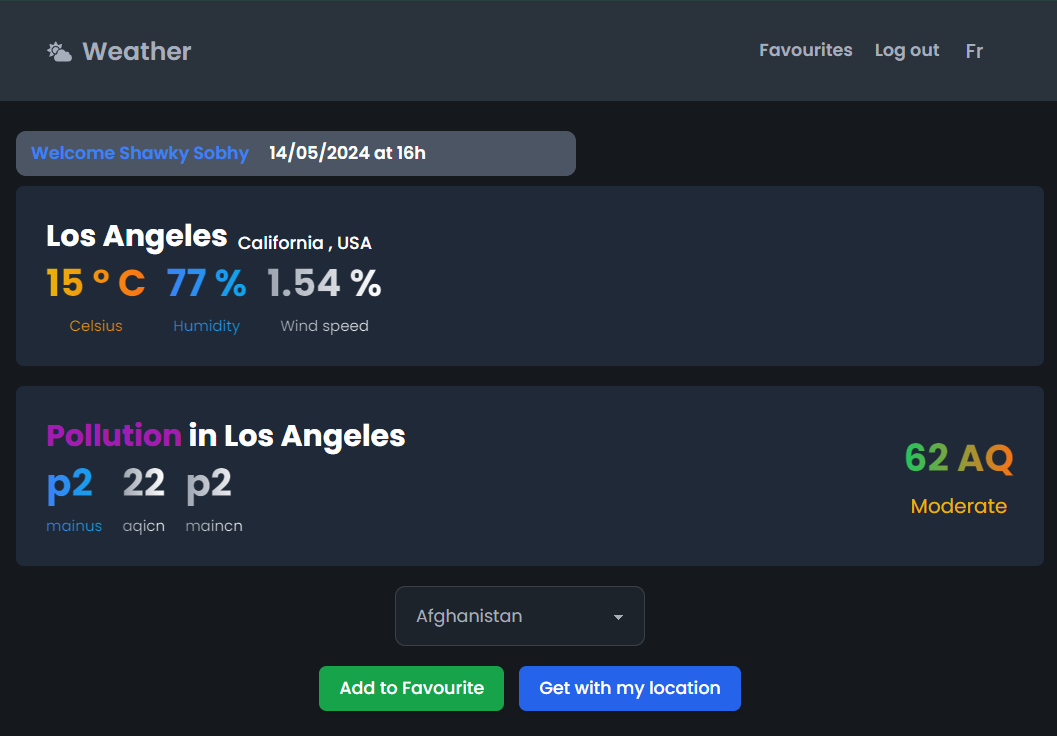 Weather
Favourites Log out Fr
Welcome Shawky Sobhy 14/05/2024 at 16h
Los Angeles California , USA
15 ° C 77 % 1.54 %
Celsius Humidity Wind speed
Pollution in Los Angeles
p2 22 p2
mainus aqicn maincn
62 AQ
Moderate
Afghanistan
Add to Favourite Get with my location